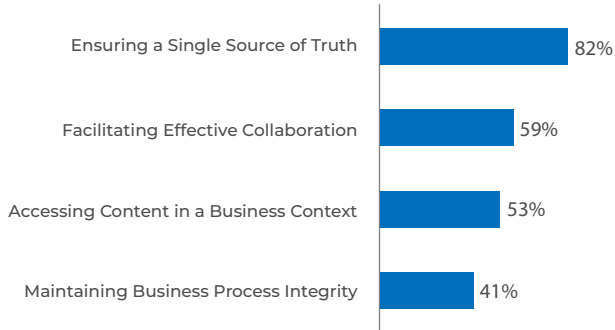 Ensuring a Single Source of Truth 82%
Facilitating Effective Collaboration 59%
Accessing Content in a Business Context 53%
Maintaining Business Process Integrity 41%